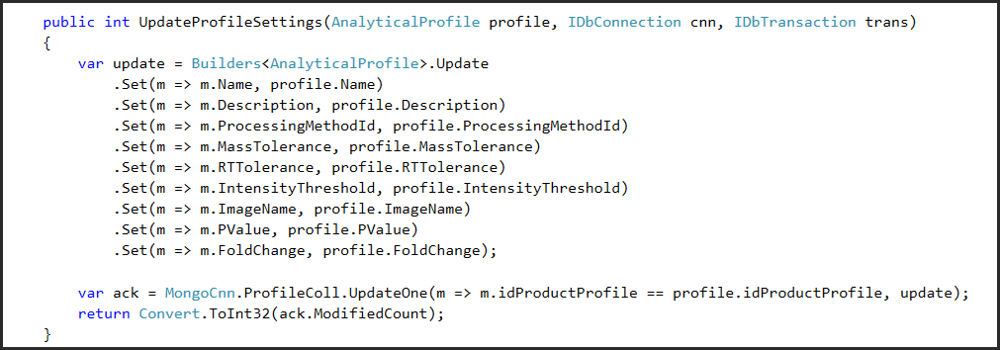 public int UpdateProfileSettings(AnalyticalProfile profile, IDbConnection cnn, IDbTransaction trans)
{
var update = Builders<AnalyticalProfile>.Update
.Set(m => m.Name, profile.Name)
.Set(m => m.Description, profile.Description)
.Set(m => m.ProcessingMethodId, profile.ProcessingMethodId)
.Set(m => m.MassTolerance, profile.MassTolerance)
.Set(m => m.RTTolerance, profile.RTTolerance)
.Set(m => m.IntensityThreshold, profile.IntensityThreshold)
.Set(m => m.ImageName, profile.ImageName)
.Set(m => m.PValue, profile.PValue)
.Set(m => m.FoldChange, profile.FoldChange);
var ack = MongoCnn.ProfileColl.UpdateOne(m => m.idProductProfile == profile.idProductProfile, update);
return Convert.ToInt32(ack.ModifiedCount);
}